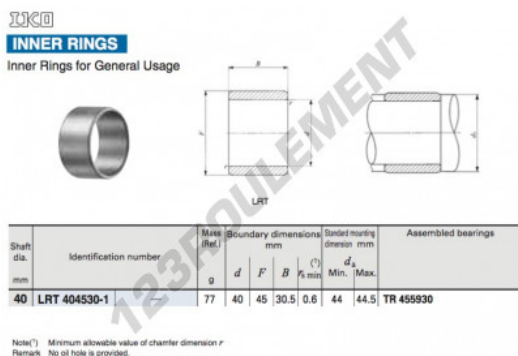 IKO
INNER RINGS
Inner Rings for General Usage
B
F
d
r
r
dₐ
LRT
123ROULEMENT
Shaft dia. mm
Identification number
Mass (Ref.) g
Boundary dimensions mm
d F B (¹) rₛ min
Standard mounting dimension mm
dₐ
Min. Max.
Assembled bearings
40 LRT 404530-1 — 77 40 45 30.5 0.6 44 44.5 TR 455930
Note(¹) Minimum allowable value of chamfer dimension r
Remark No oil hole is provided.